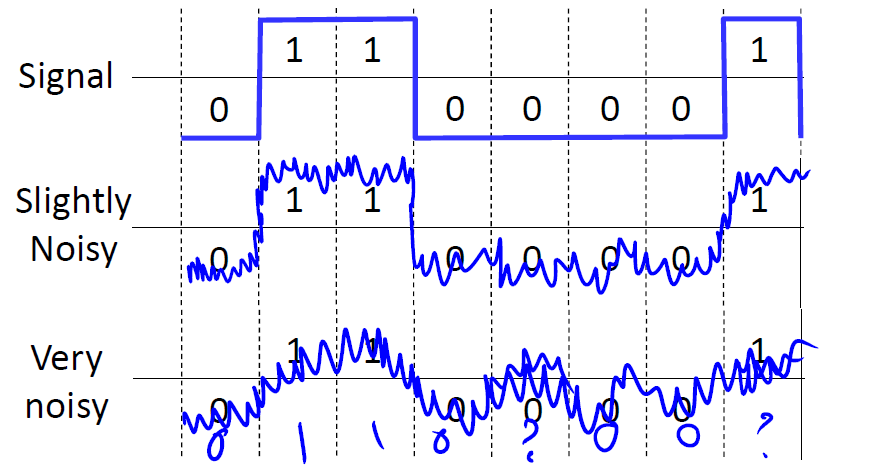 Signal 0 1 1 0 0 0 0 1
Slightly Noisy 0 1 1 0 0 0 0 1
Very noisy 0 1 1 0 0 0 0 1
0 1 1 0 ? 0 0 ?